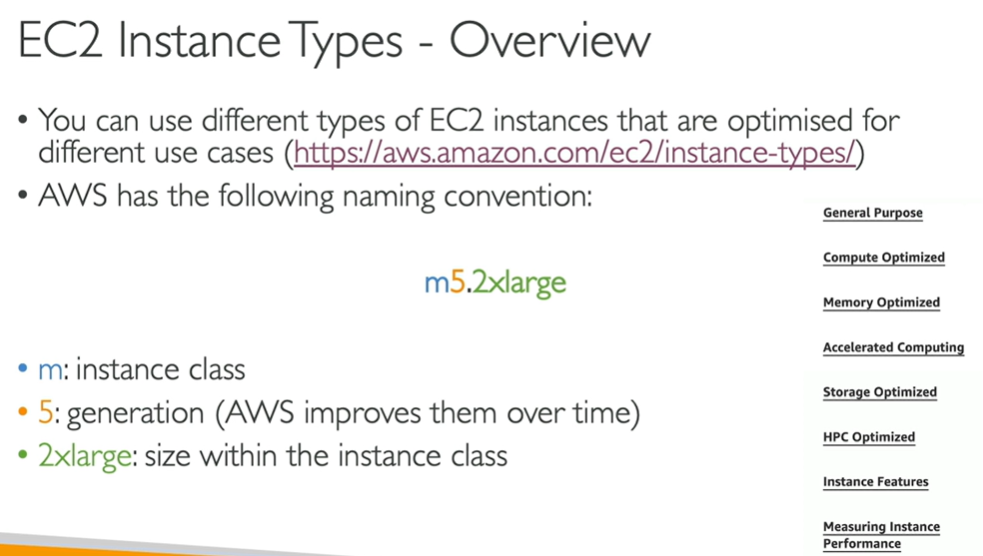 EC2 Instance Types - Overview
• You can use different types of EC2 instances that are optimised for
different use cases (https://aws.amazon.com/ec2/instance-types/)
• AWS has the following naming convention:
m5.2xlarge
• m: instance class
• 5: generation (AWS improves them over time)
• 2xlarge: size within the instance class
General Purpose
Compute Optimized
Memory Optimized
Accelerated Computing
Storage Optimized
HPC Optimized
Instance Features
Measuring Instance
Performance